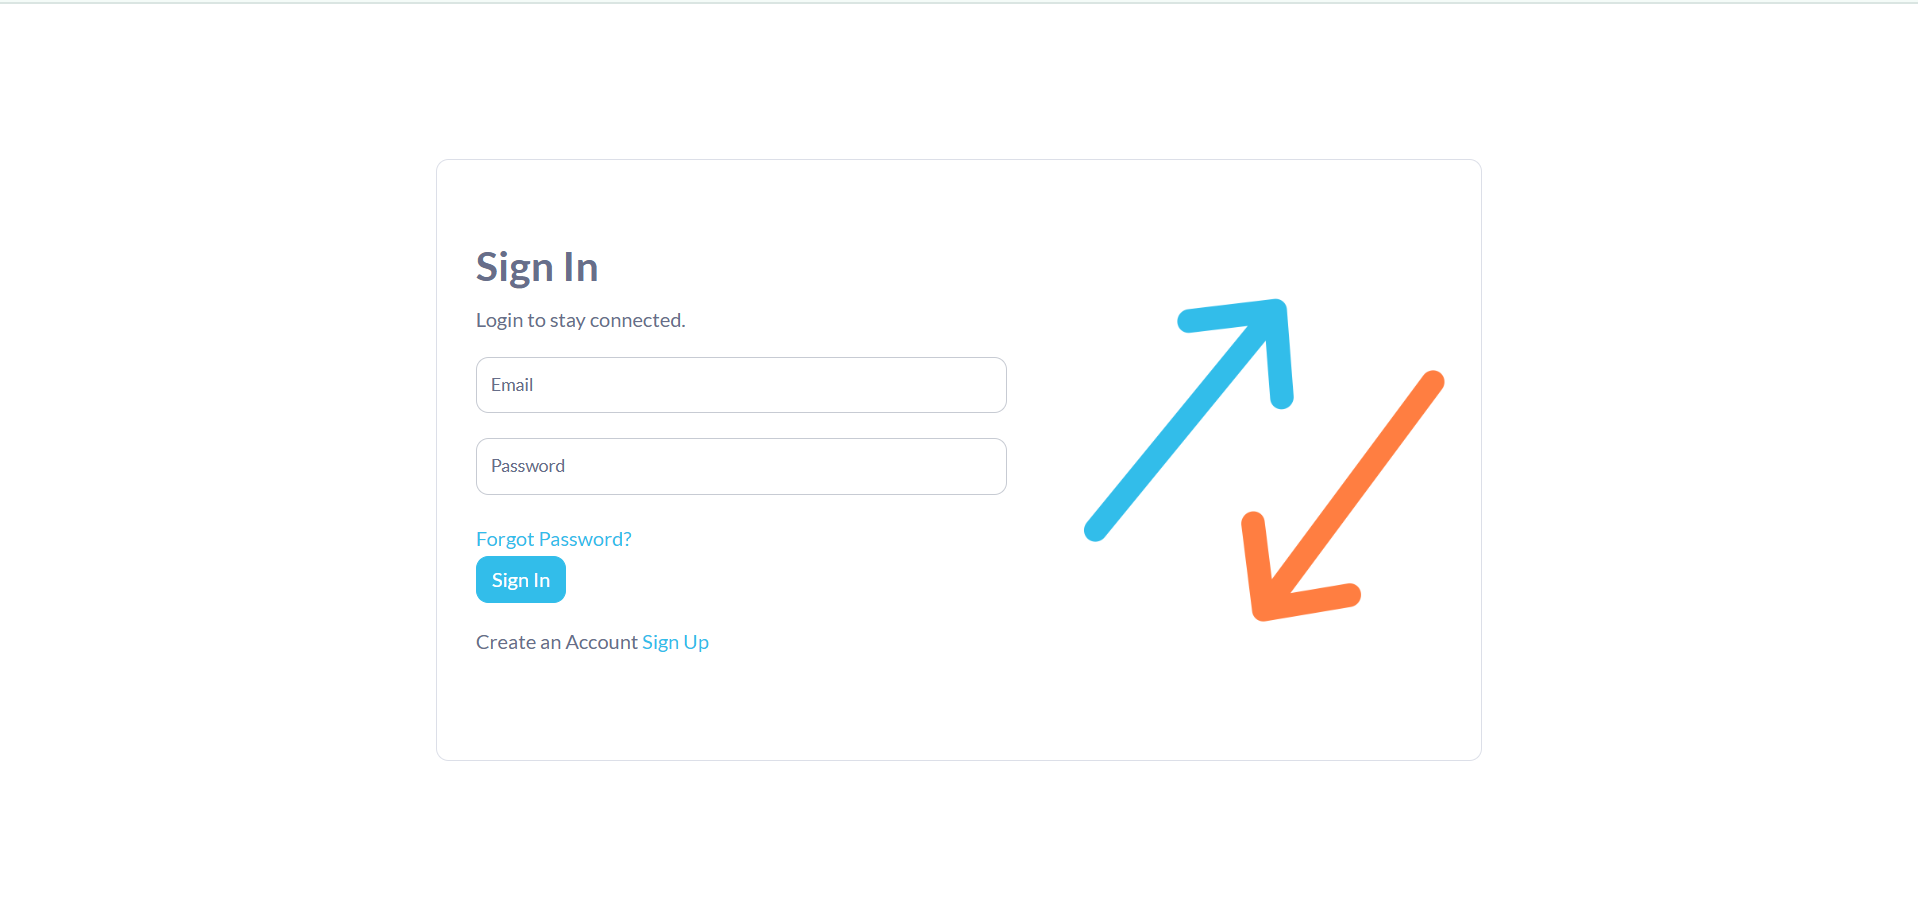 Sign In
Login to stay connected.
Email
Password
Forgot Password?
Sign In
Create an Account Sign Up